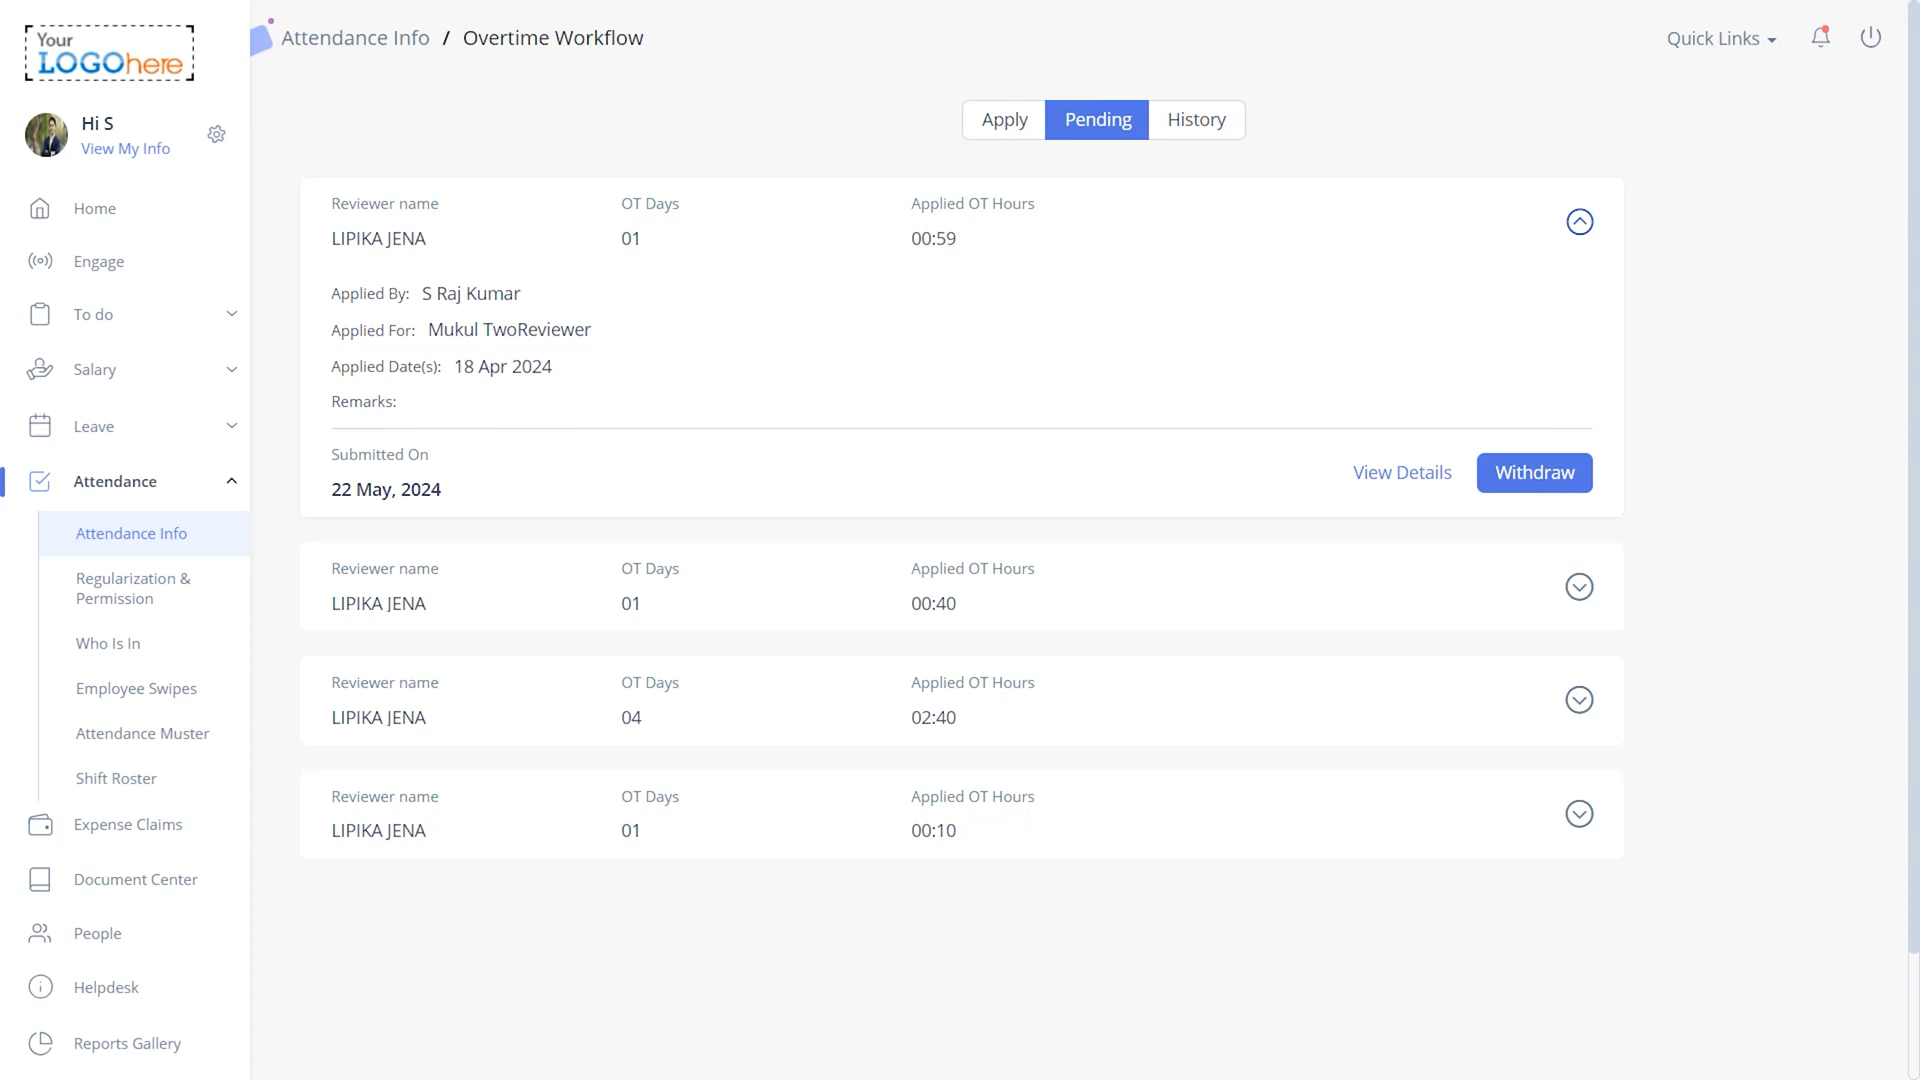 Your
LOGOhere
Hi S
View My Info
Home
Engage
To do
Salary
Leave
Attendance
Attendance Info
Regularization &
Permission
Who Is In
Employee Swipes
Attendance Muster
Shift Roster
Expense Claims
Document Center
People
Helpdesk
Reports Gallery
Attendance Info / Overtime Workflow
Quick Links
Apply Pending History
Reviewer name OT Days Applied OT Hours
LIPIKA JENA 01 00:59
Applied By: S Raj Kumar
Applied For: Mukul TwoReviewer
Applied Date(s): 18 Apr 2024
Remarks:
Submitted On
22 May, 2024
View Details Withdraw
Reviewer name OT Days Applied OT Hours
LIPIKA JENA 01 00:40
Reviewer name OT Days Applied OT Hours
LIPIKA JENA 04 02:40
Reviewer name OT Days Applied OT Hours
LIPIKA JENA 01 00:10